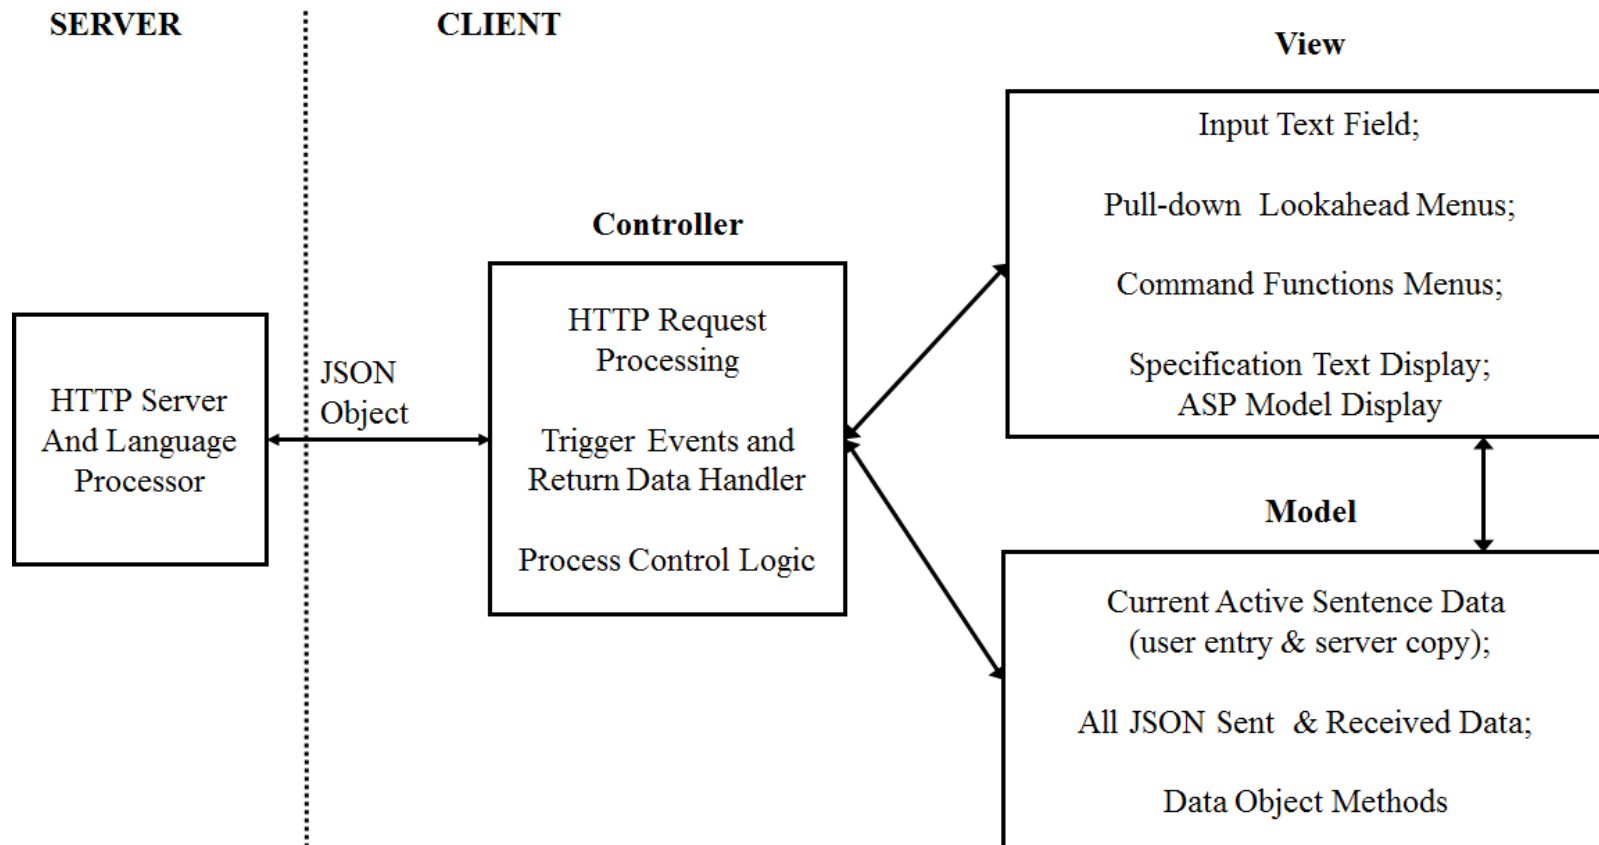 SERVER
CLIENT
View
Input Text Field;
Pull-down Lookahead Menus;
Command Functions Menus;
Specification Text Display;
ASP Model Display
Controller
HTTP Request
Processing
Trigger Events and
Return Data Handler
Process Control Logic
JSON
Object
HTTP Server
And Language
Processor
Model
Current Active Sentence Data
(user entry & server copy);
All JSON Sent & Received Data;
Data Object Methods